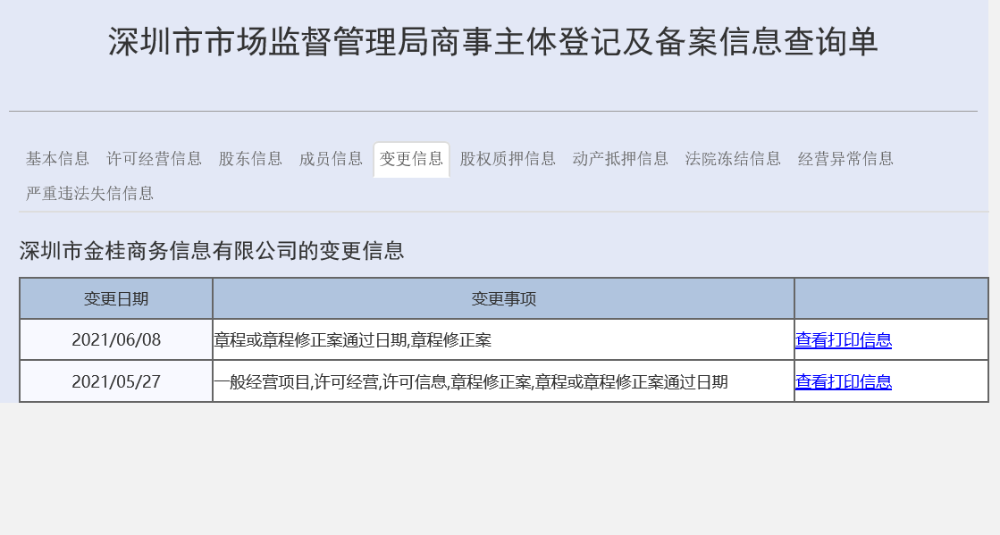 深圳市市场监督管理局商事主体登记及备案信息查询单
基本信息 许可经营信息 股东信息 成员信息 变更信息 股权质押信息 动产抵押信息 法院冻结信息 经营异常信息
严重违法失信信息
深圳市金桂商务信息有限公司的变更信息
变更日期 变更事项
2021/06/08 章程或章程修正案通过日期,章程修正案 查看打印信息
2021/05/27 一般经营项目,许可经营,许可信息,章程修正案,章程或章程修正案通过日期 查看打印信息